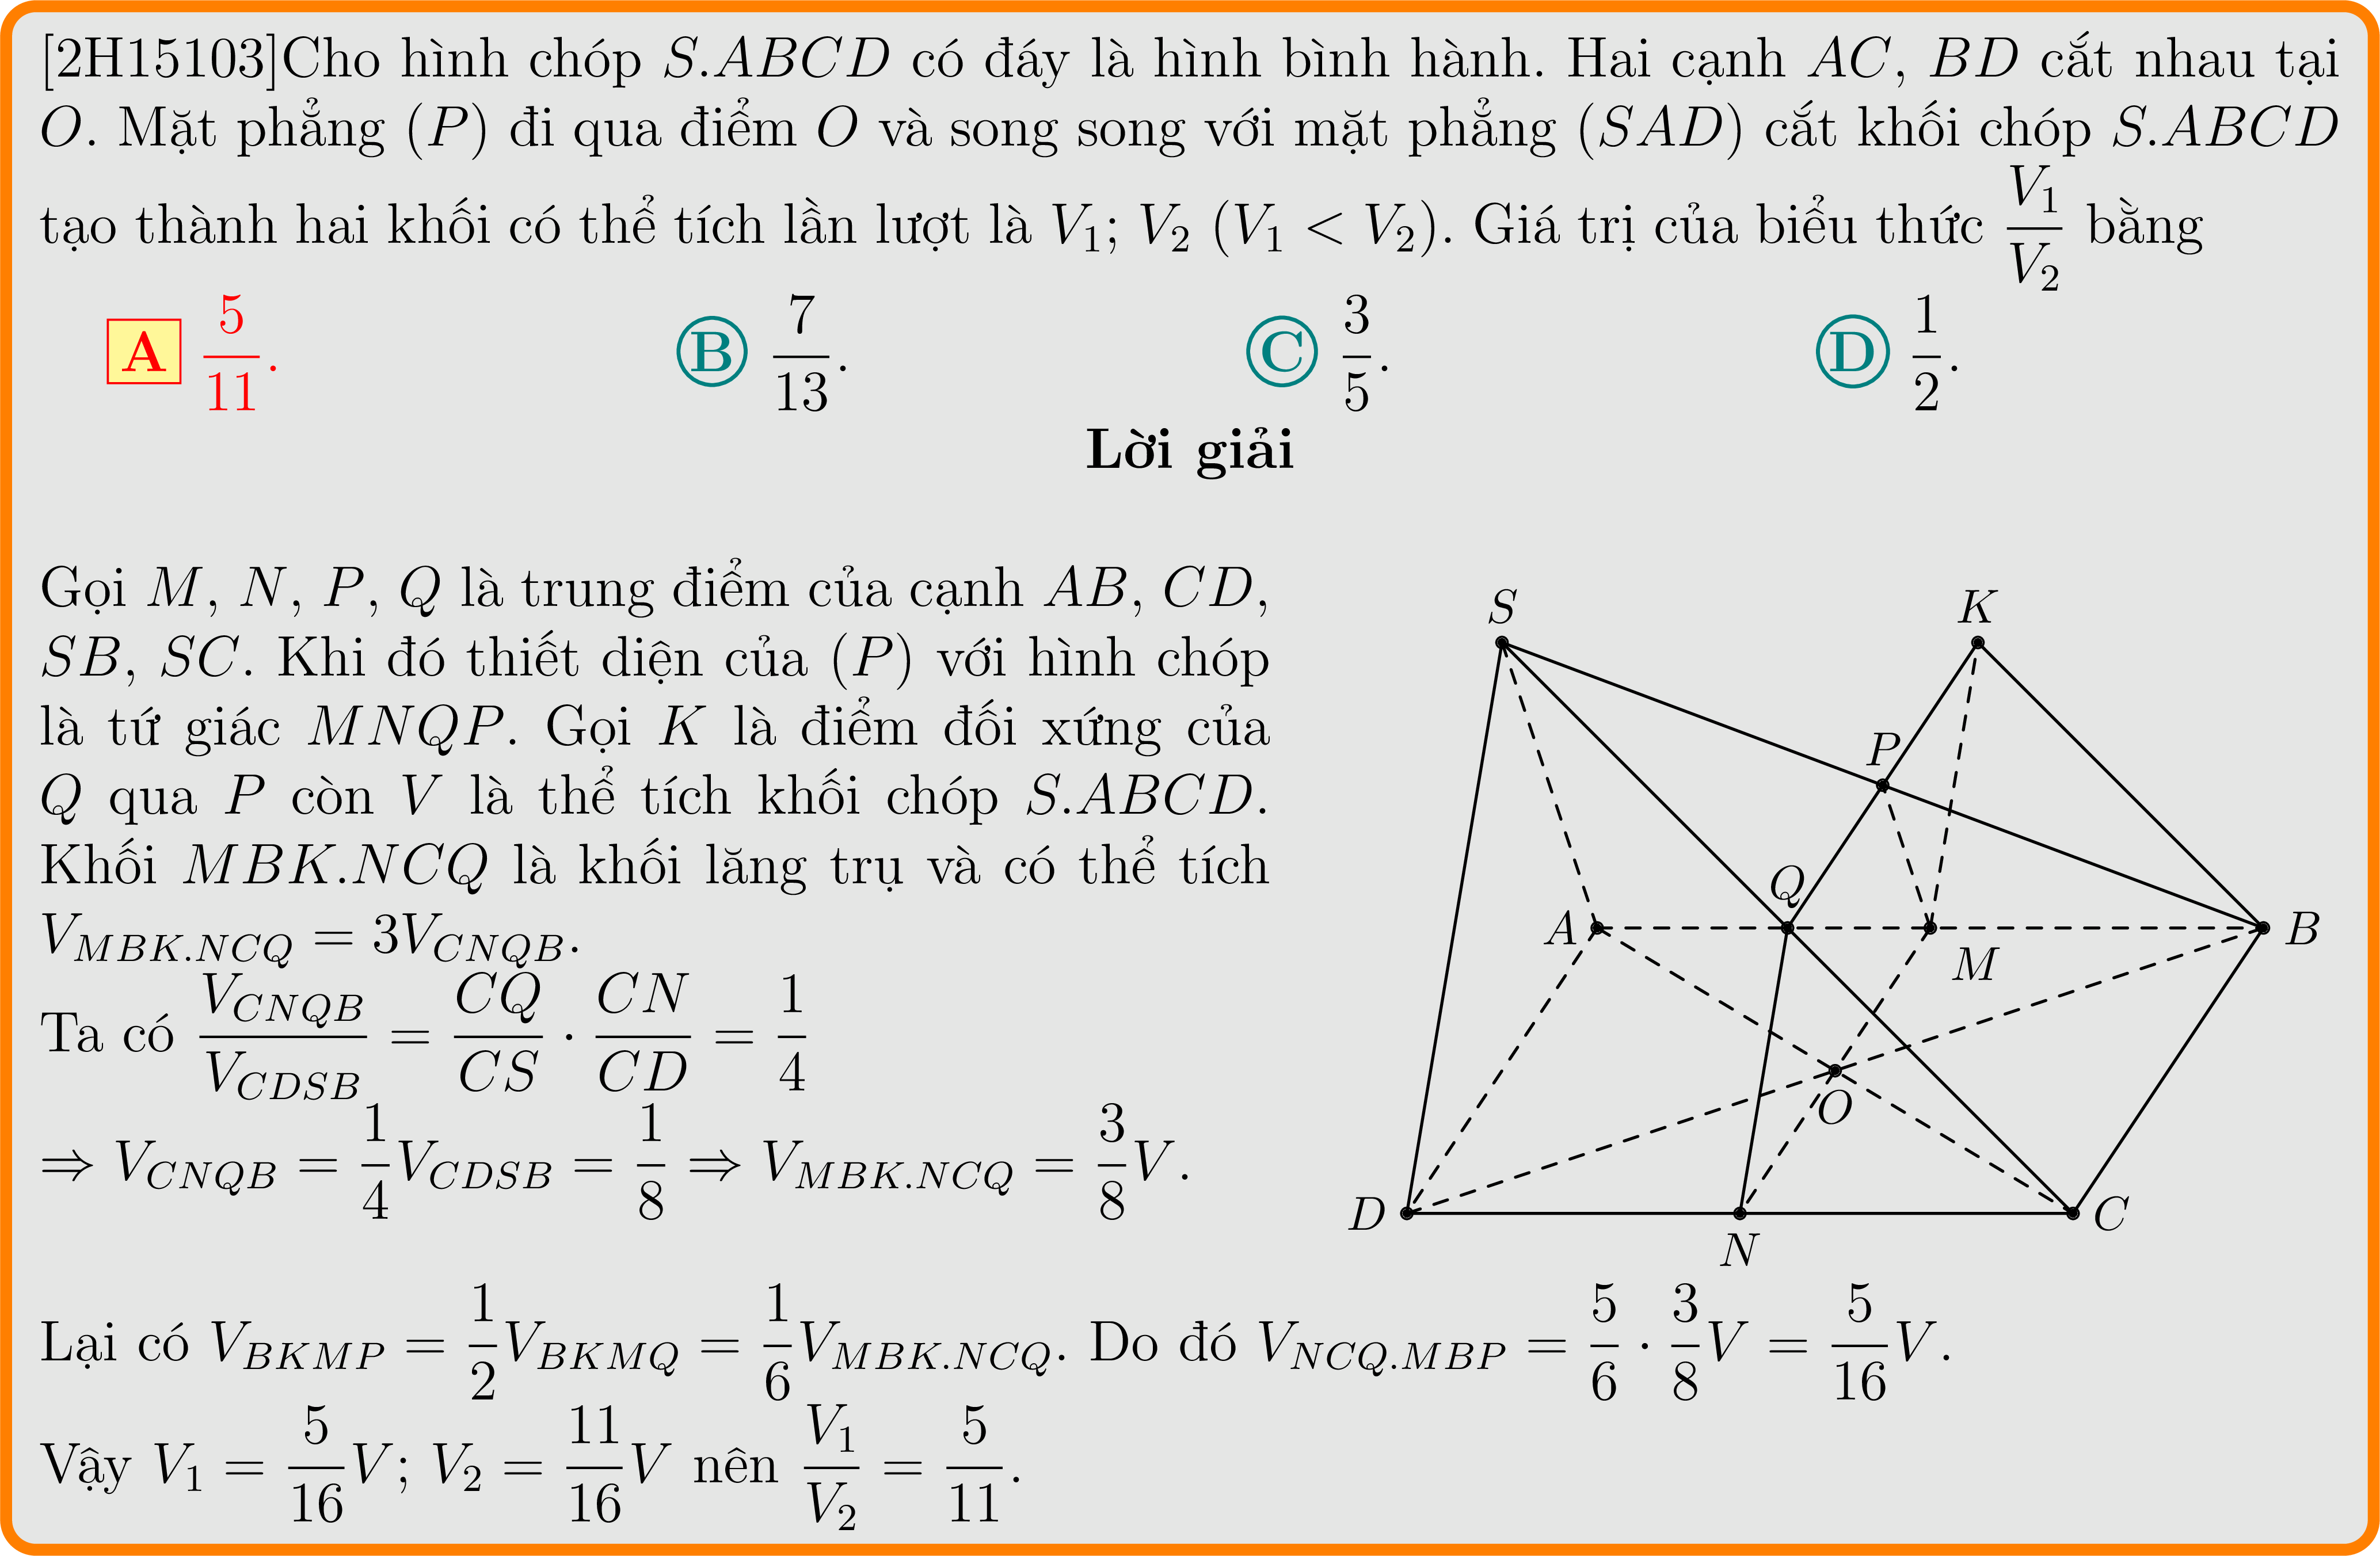 [2H15103]Cho hình chóp S.ABCD có đáy là hình bình hành. Hai cạnh AC, BD cắt nhau tại
O. Mặt phẳng (P) đi qua điểm O và song song với mặt phẳng (SAD) cắt khối chóp S.ABCD
tạo thành hai khối có thể tích lần lượt là V₁; V₂ (V₁ < V₂). Giá trị của biểu thức \frac{V_1}{V_2} bằng
A \frac{5}{11}. B \frac{7}{13}. C \frac{3}{5}. D \frac{1}{2}.
Lời giải
Gọi M, N, P, Q là trung điểm của cạnh AB, CD,
SB, SC. Khi đó thiết diện của (P) với hình chóp
là tứ giác MNQP. Gọi K là điểm đối xứng của
Q qua P còn V là thể tích khối chóp S.ABCD.
Khối MBK.NCQ là khối lăng trụ và có thể tích
V_{MBK.NCQ} = 3V_{CNQB}.
Ta có \frac{V_{CNQB}}{V_{CDSB}} = \frac{CQ}{CS} · \frac{CN}{CD} = \frac{1}{4}
⇒ V_{CNQB} = \frac{1}{4}V_{CDSB} = \frac{1}{8} ⇒ V_{MBK.NCQ} = \frac{3}{8}V.
S
K
P
Q
A
M
B
O
D
C
N
Lại có V_{BKMP} = \frac{1}{2}V_{BKMQ} = \frac{1}{6}V_{MBK.NCQ}. Do đó V_{NCQ.MBP} = \frac{5}{6} · \frac{3}{8}V = \frac{5}{16}V.
Vậy V₁ = \frac{5}{16}V; V₂ = \frac{11}{16}V nên \frac{V_1}{V_2} = \frac{5}{11}.